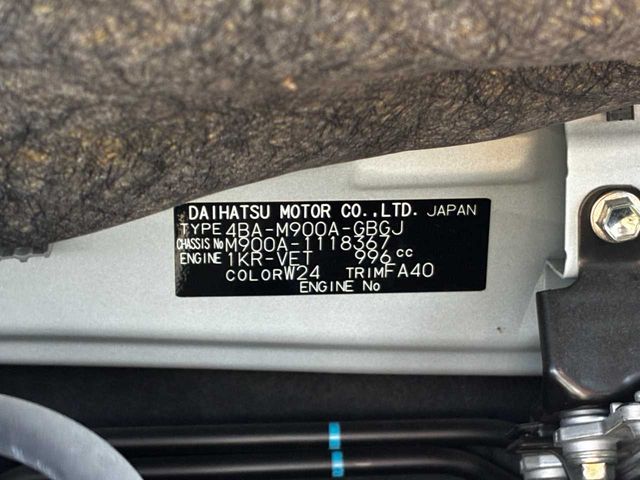 DAIHATSU MOTOR CO.,LTD. JAPAN
TYPE 4BA-M900A-GBGJ
CHASSIS No M900A-1118367
ENGINE 1KR-VET 996 cc
COLOR W24 TRIM FA40
ENGINE No